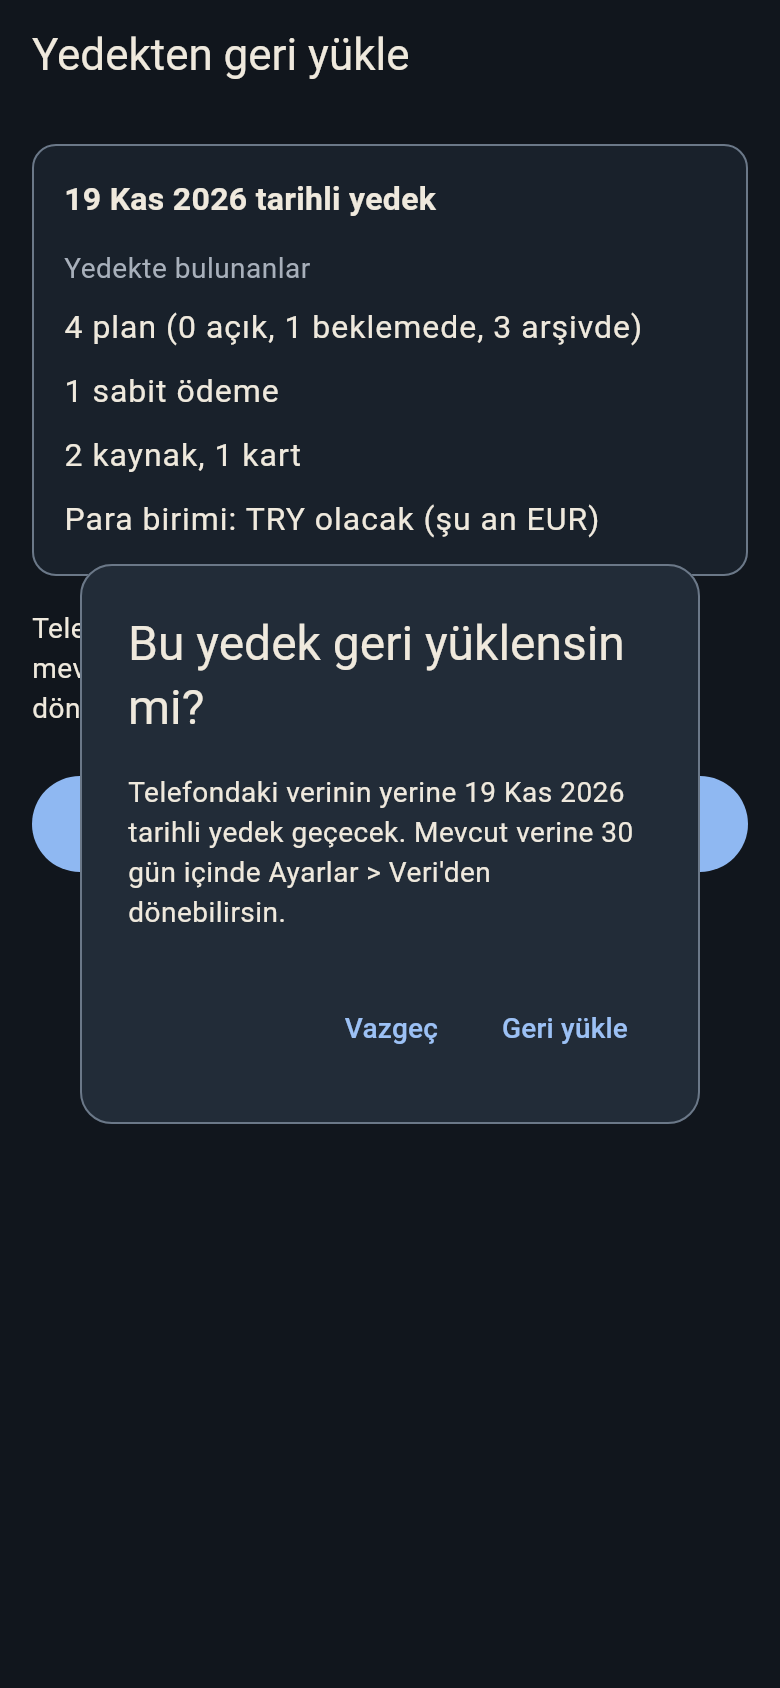 Yedekten geri yükle
19 Kas 2026 tarihli yedek
Yedekte bulunanlar
4 plan (0 açık, 1 beklemede, 3 arşivde)
1 sabit ödeme
2 kaynak, 1 kart
Para birimi: TRY olacak (şu an EUR)
Bu yedek geri yüklensin
mi?
Telefondaki verinin yerine 19 Kas 2026
tarihli yedek geçecek. Mevcut verine 30
gün içinde Ayarlar > Veri'den
dönebilirsin.
Vazgeç
Geri yükle